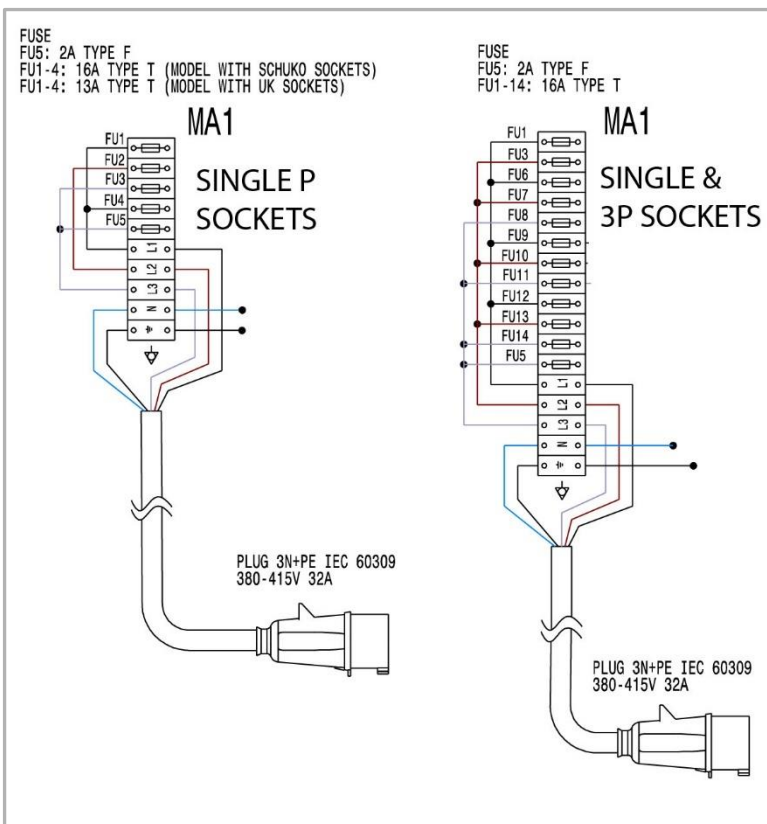 FUSE
FU5: 2A TYPE F
FU1-4: 16A TYPE T (MODEL WITH SCHUKO SOCKETS)
FU1-4: 13A TYPE T (MODEL WITH UK SOCKETS)
MA1
SINGLE P
SOCKETS
FU1
FU2
FU3
FU4
FU5
L1
L2
L3
N
PLUG 3N+PE IEC 60309
380-415V 32A
FUSE
FU5: 2A TYPE F
FU1-14: 16A TYPE T
MA1
SINGLE &
3P SOCKETS
FU1
FU3
FU6
FU7
FU8
FU9
FU10
FU11
FU12
FU13
FU14
FU5
L1
L2
L3
N
PLUG 3N+PE IEC 60309
380-415V 32A